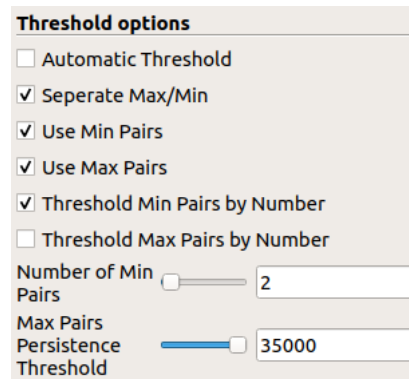 Threshold options
Automatic Threshold
Seperate Max/Min
Use Min Pairs
Use Max Pairs
Threshold Min Pairs by Number
Threshold Max Pairs by Number
Number of Min
Pairs
2
Max Pairs
Persistence
Threshold
35000